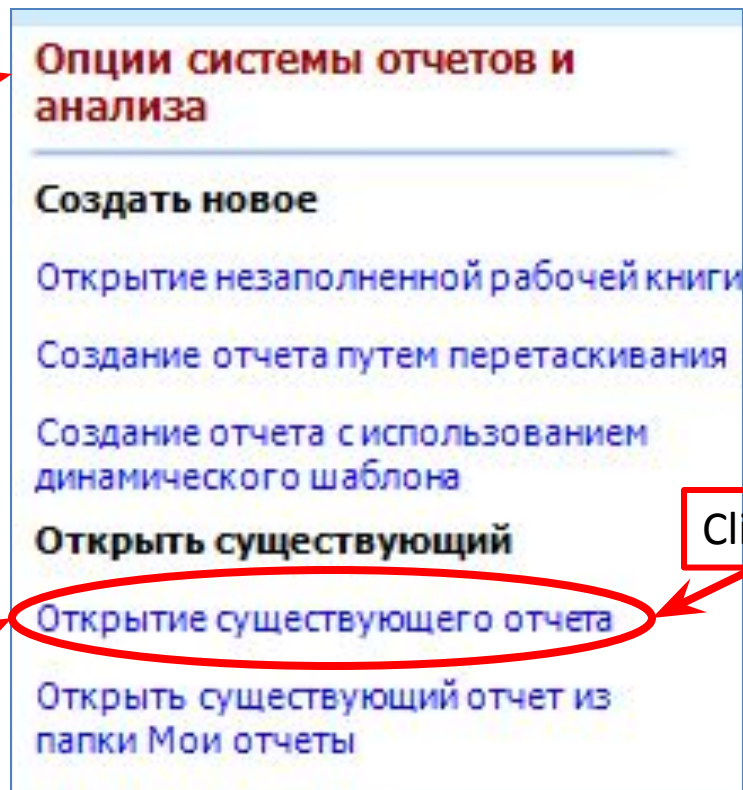 Опции системы отчетов и
анализа
Создать новое
Открытие незаполненной рабочей книги
Создание отчета путем перетаскивания
Создание отчета с использованием
динамического шаблона
Открыть существующий
Cli
Открытие существующего отчета
Открыть существующий отчет из
папки Мои отчеты